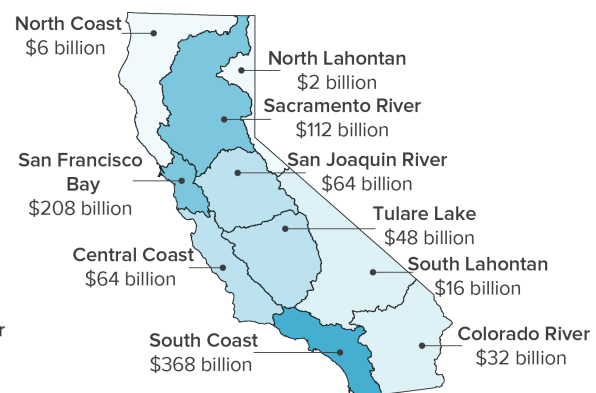 North Coast
$6 billion
North Lahontan
$2 billion
Sacramento River
$112 billion
San Francisco
Bay
$208 billion
San Joaquin River
$64 billion
Tulare Lake
$48 billion
Central Coast
$64 billion
South Lahontan
$16 billion
r
South Coast
$368 billion
Colorado River
$32 billion